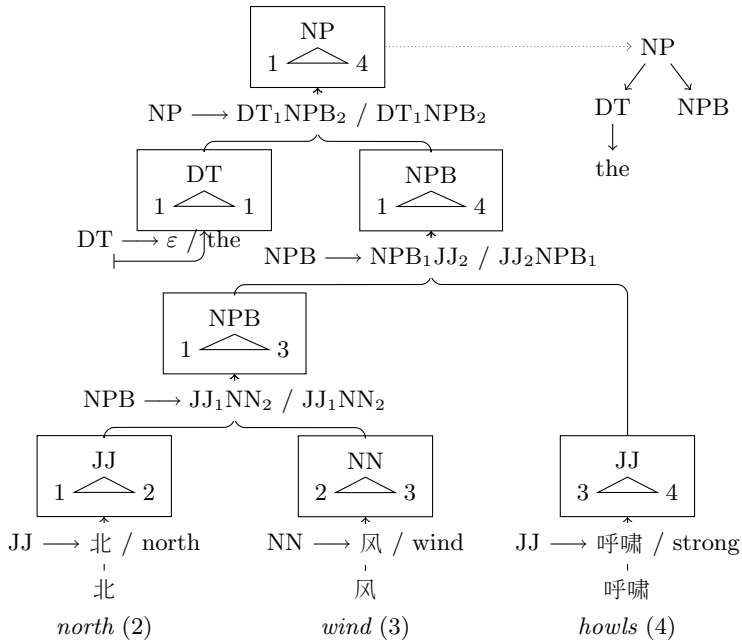 NP
1 4
NP
NP → DT₁NPB₂ / DT₁NPB₂
DT NPB
the
DT
1 1
NPB
1 4
DT → ε / the
NPB → NPB₁JJ₂ / JJ₂NPB₁
NPB
1 3
NPB → JJ₁NN₂ / JJ₁NN₂
JJ
1 2
NN
2 3
JJ
3 4
JJ → 北 / north
NN → 风 / wind
JJ → 呼啸 / strong
北
风
呼啸
north (2)
wind (3)
howls (4)